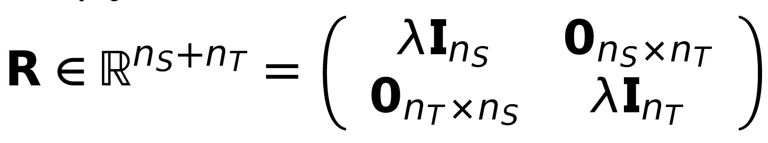 R ∈ ℝ^{n_S+n_T} = ( λI_{n_S} 0_{n_S×n_T}
0_{n_T×n_S} λI_{n_T} )